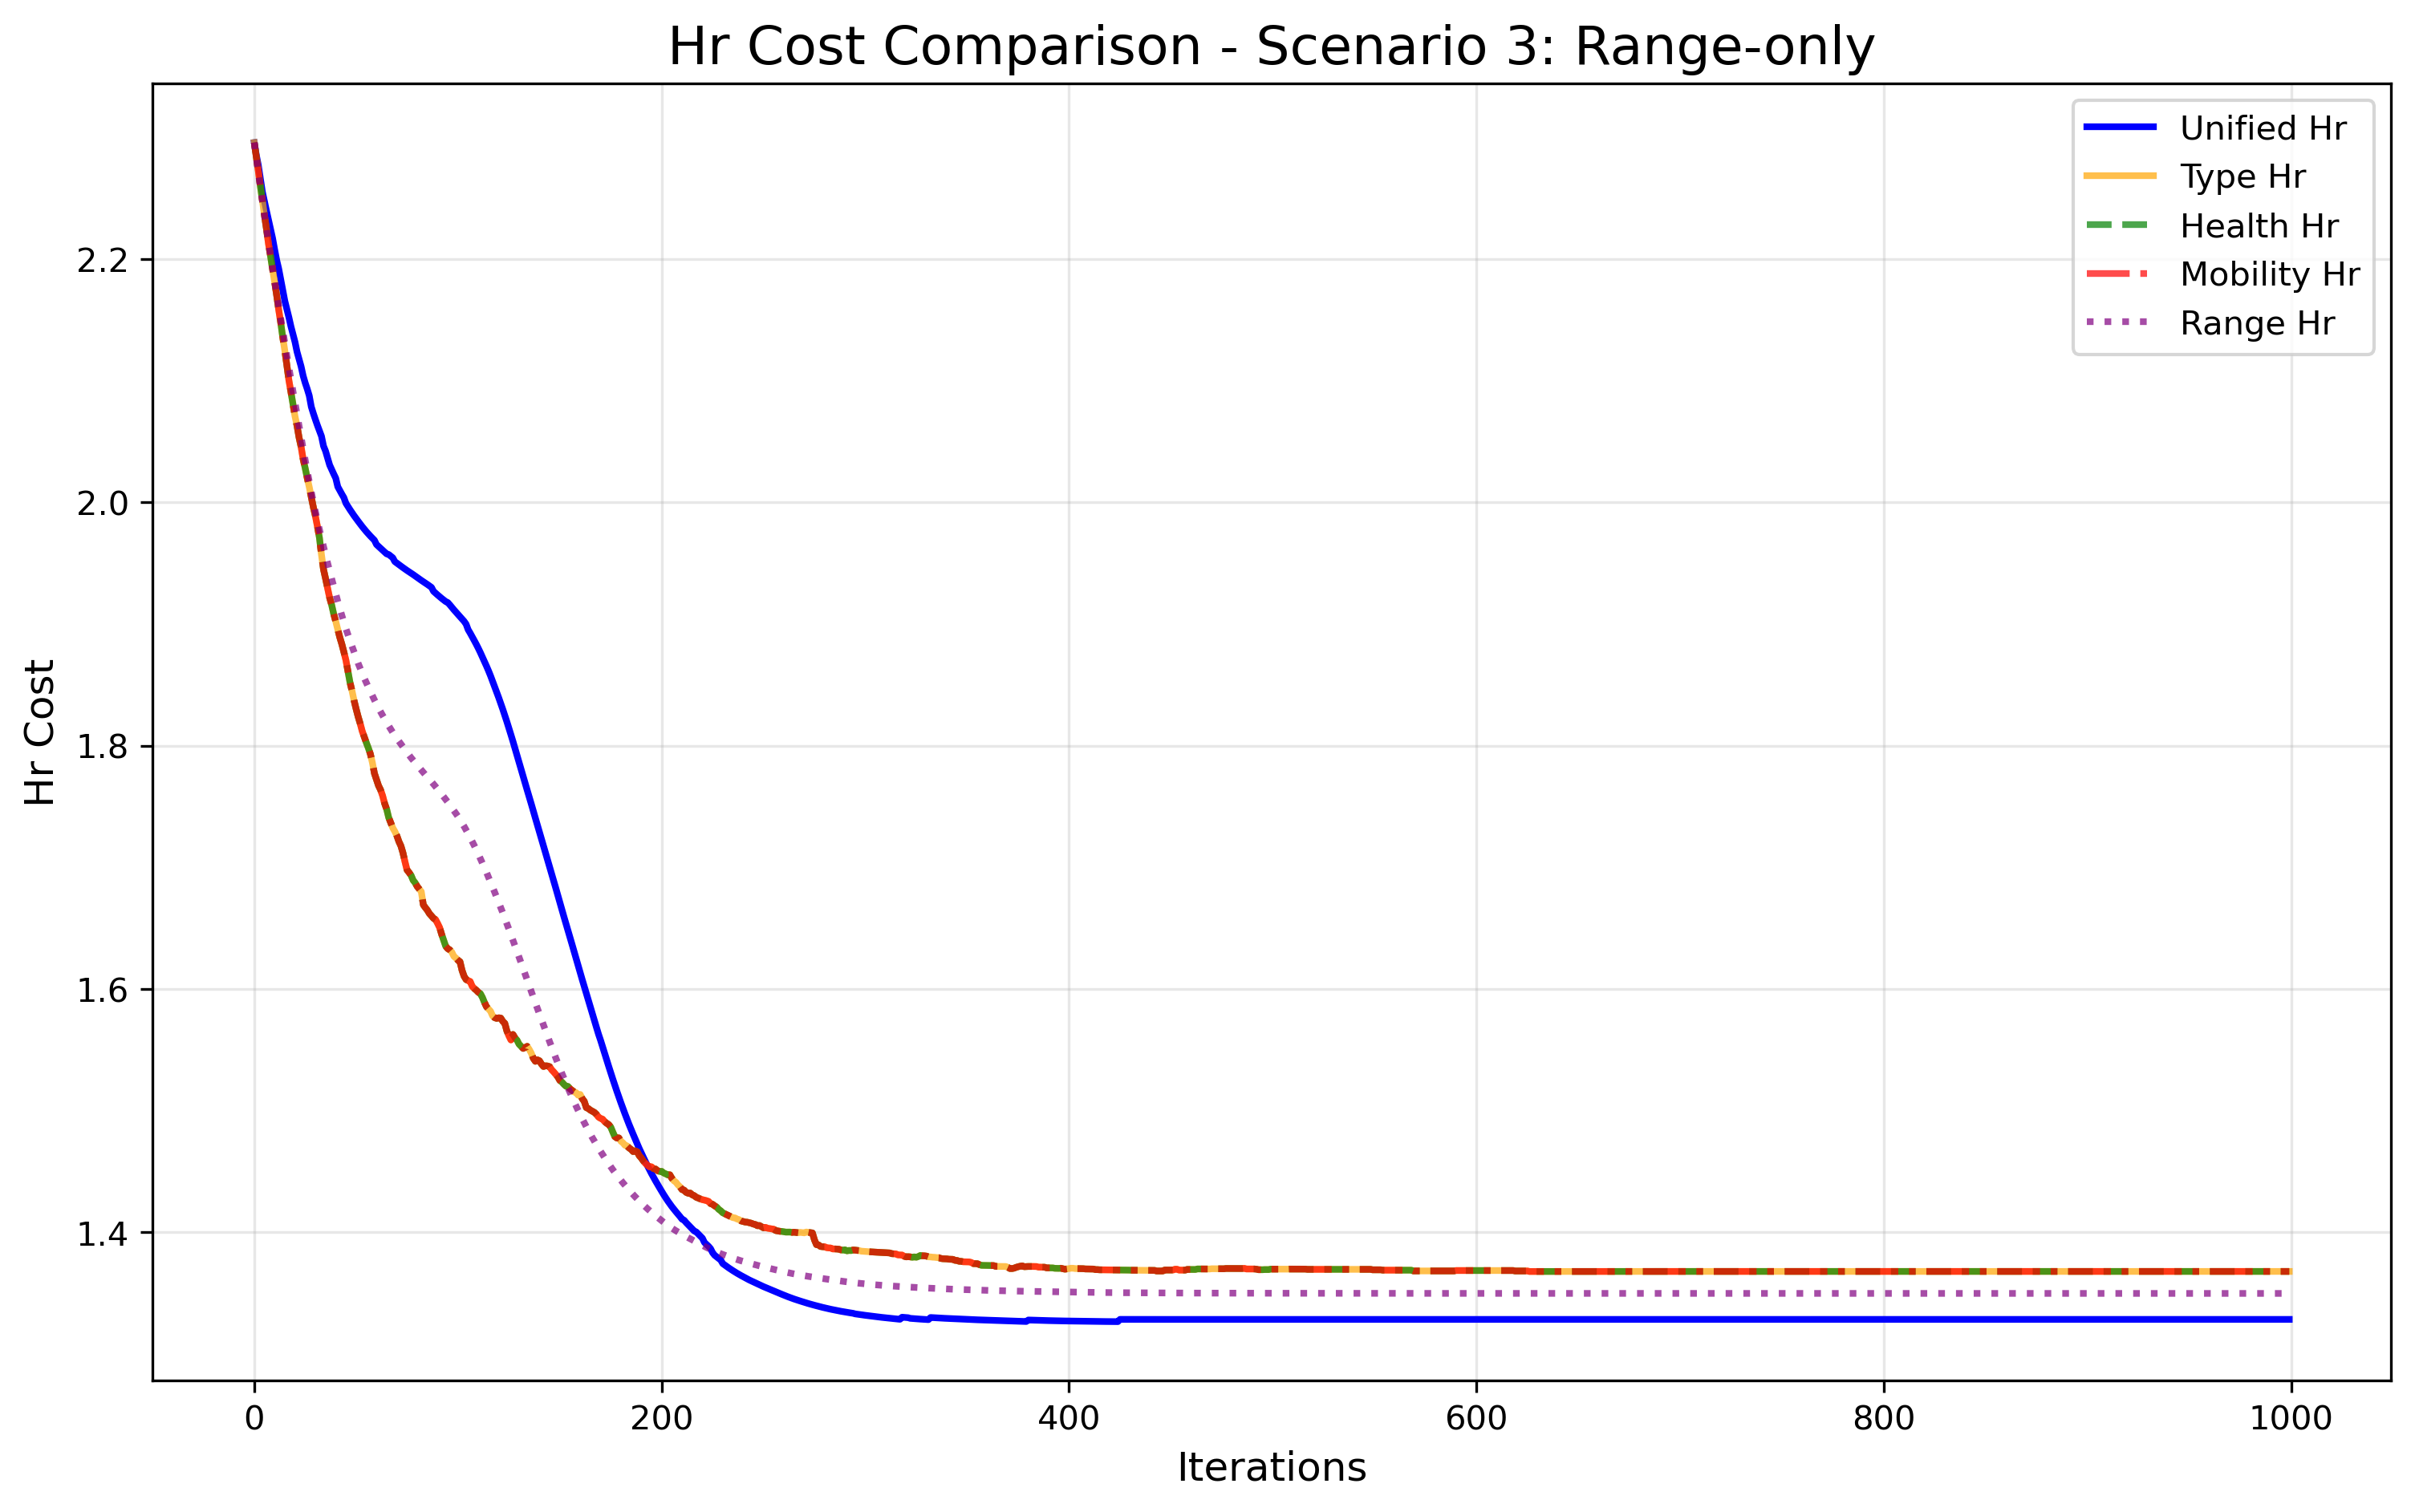 Hr Cost Comparison - Scenario 3: Range-only
Unified Hr
Type Hr
Health Hr
Mobility Hr
Range Hr
Hr Cost
2.2
2.0
1.8
1.6
1.4
0 200 400 600 800 1000
Iterations